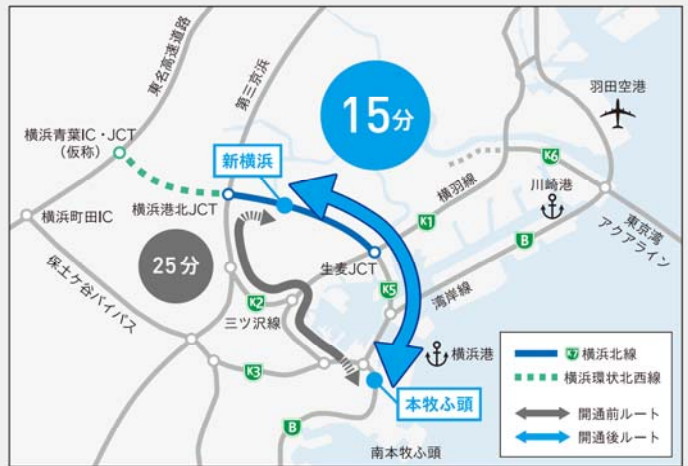 東名高速道路
第三京浜
15分
羽田空港
横浜青葉IC・JCT
(仮称)
新横浜
K6
横羽線
川崎港
横浜港北JCT
横浜町田IC
K1
B
東京湾
アクアライン
25分
生麦JCT
K5
湾岸線
保土ケ谷バイパス
K2
三ツ沢線
K3
横浜港
本牧ふ頭
B
南本牧ふ頭
K7 横浜北線
横浜環状北西線
開通前ルート
開通後ルート